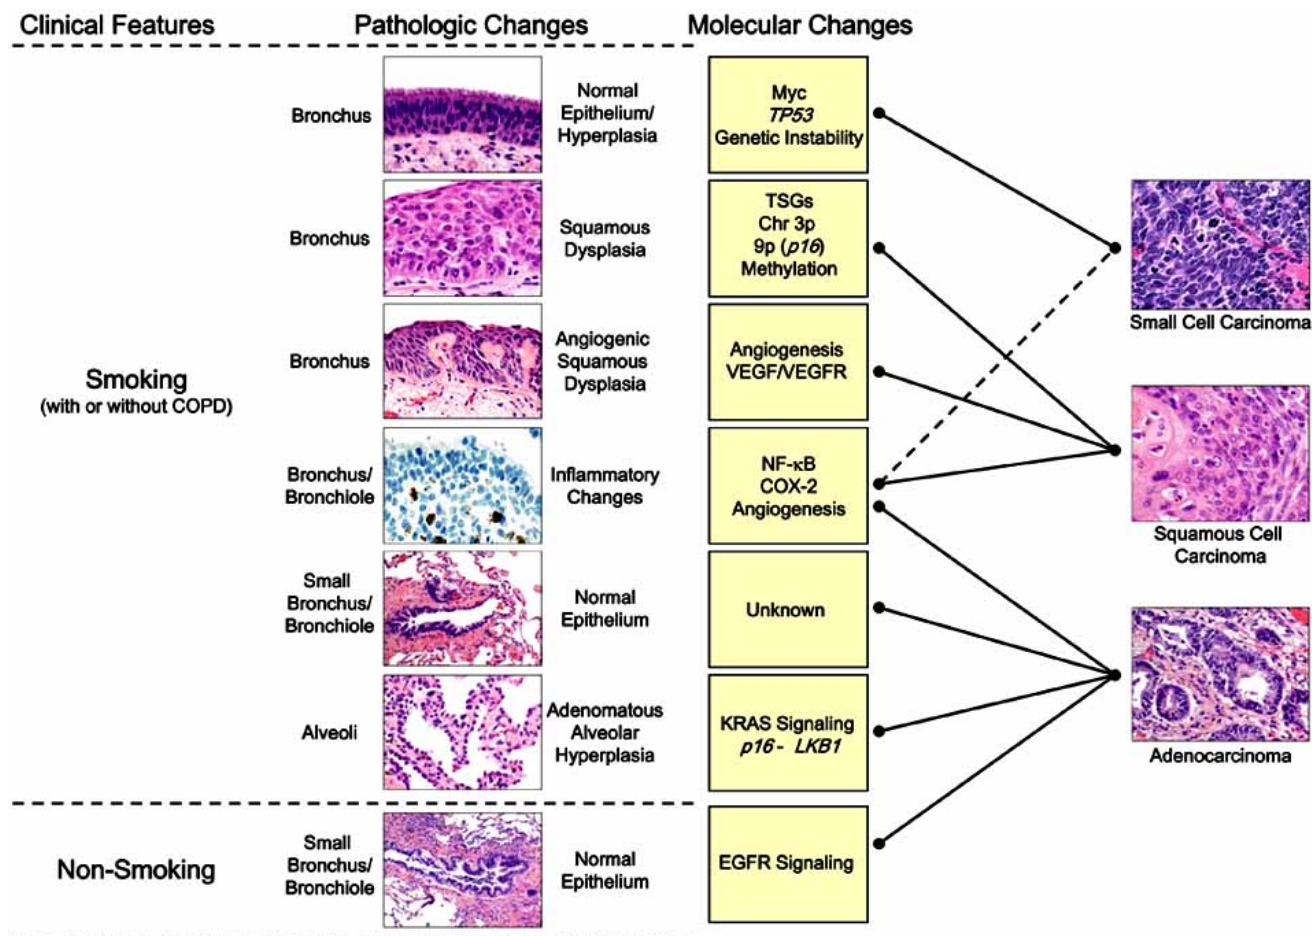 Clinical Features
Pathologic Changes
Molecular Changes
Bronchus
Normal
Epithelium/
Hyperplasia
Myc
TP53
Genetic Instability
Bronchus
Squamous
Dysplasia
TSGs
Chr 3p
9p (p16)
Methylation
Small Cell Carcinoma
Smoking
(with or without COPD)
Bronchus
Angiogenic
Squamous
Dysplasia
Angiogenesis
VEGF/VEGFR
Bronchus/
Bronchiole
Inflammatory
Changes
NF-κB
COX-2
Angiogenesis
Squamous Cell
Carcinoma
Small
Bronchus/
Bronchiole
Normal
Epithelium
Unknown
Alveoli
Adenomatous
Alveolar
Hyperplasia
KRAS Signaling
p16 - LKB1
Adenocarcinoma
Non-Smoking
Small
Bronchus/
Bronchiole
Normal
Epithelium
EGFR Signaling